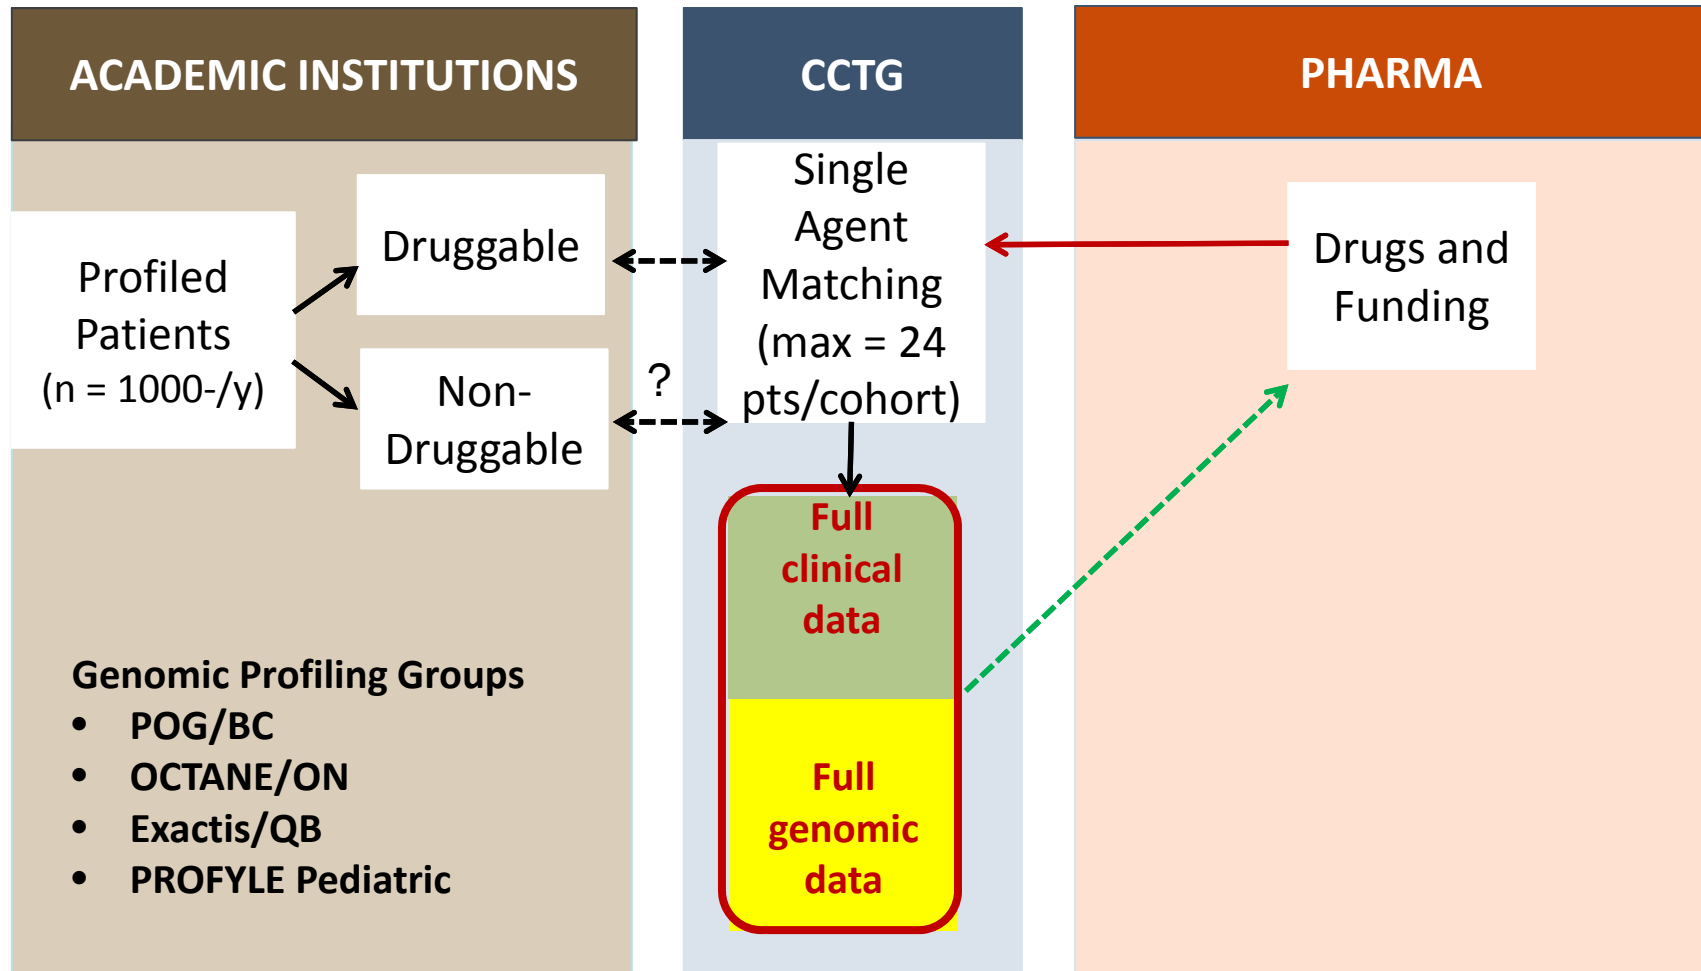 ACADEMIC INSTITUTIONS
CCTG
PHARMA
Profiled
Patients
(n = 1000-/y)
Druggable
Non-
Druggable
?
Single
Agent
Matching
(max = 24
pts/cohort)
Drugs and
Funding
Full
clinical
data
Full
genomic
data
Genomic Profiling Groups
• POG/BC
• OCTANE/ON
• Exactis/QB
• PROFYLE Pediatric